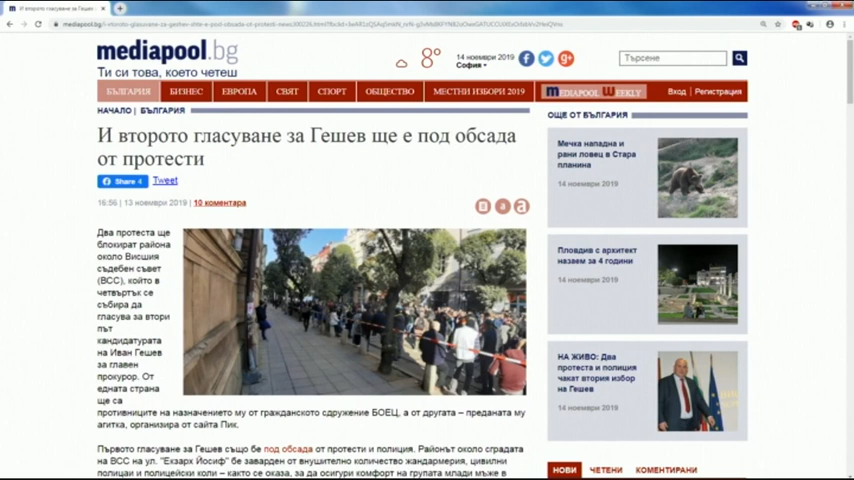 И второто гласуване за Гешев
mediapool.bg
Ти си това, което четеш
8°
14 ноември 2019
София
Търсене
БЪЛГАРИЯ БИЗНЕС ЕВРОПА СВЯТ СПОРТ ОБЩЕСТВО МЕСТНИ ИЗБОРИ 2019 MEDIAPOOL WEEKLY Вход | Регистрация
НАЧАЛО | БЪЛГАРИЯ
И второто гласуване за Гешев ще е под обсада
от протести
Share 4 Tweet
16:56 | 13 ноември 2019 | 10 коментара
Два протеста ще
блокират района
около Висшия
съдебен съвет
(ВСС), който в
четвъртък се
събира да
гласува за втори
път
кандидатурата
на Иван Гешев
за главен
прокурор. От
едната страна
ще са
противниците на назначението му от гражданското сдружение БОЕЦ, а от другата – преданата му
агитка, организирана от сайта Пик.
Първото гласуване за Гешев също бе под обсада от протести и полиция. Районът около сградата
на ВСС на ул. "Екзарх Йосиф" бе заварден от внушително количество жандармерия, цивилни
полицаи и полицейски коли – както се оказа, за да осигури комфорт на групата млади мъже в
ОЩЕ ОТ БЪЛГАРИЯ
Мечка нападна и
рани ловец в Стара
планина
14 ноември 2019
Пловдив с архитект
назаем за 4 години
14 ноември 2019
НА ЖИВО: Два
протеста и полиция
чакат втория избор
на Гешев
14 ноември 2019
НОВИ ЧЕТЕНИ КОМЕНТИРАНИ